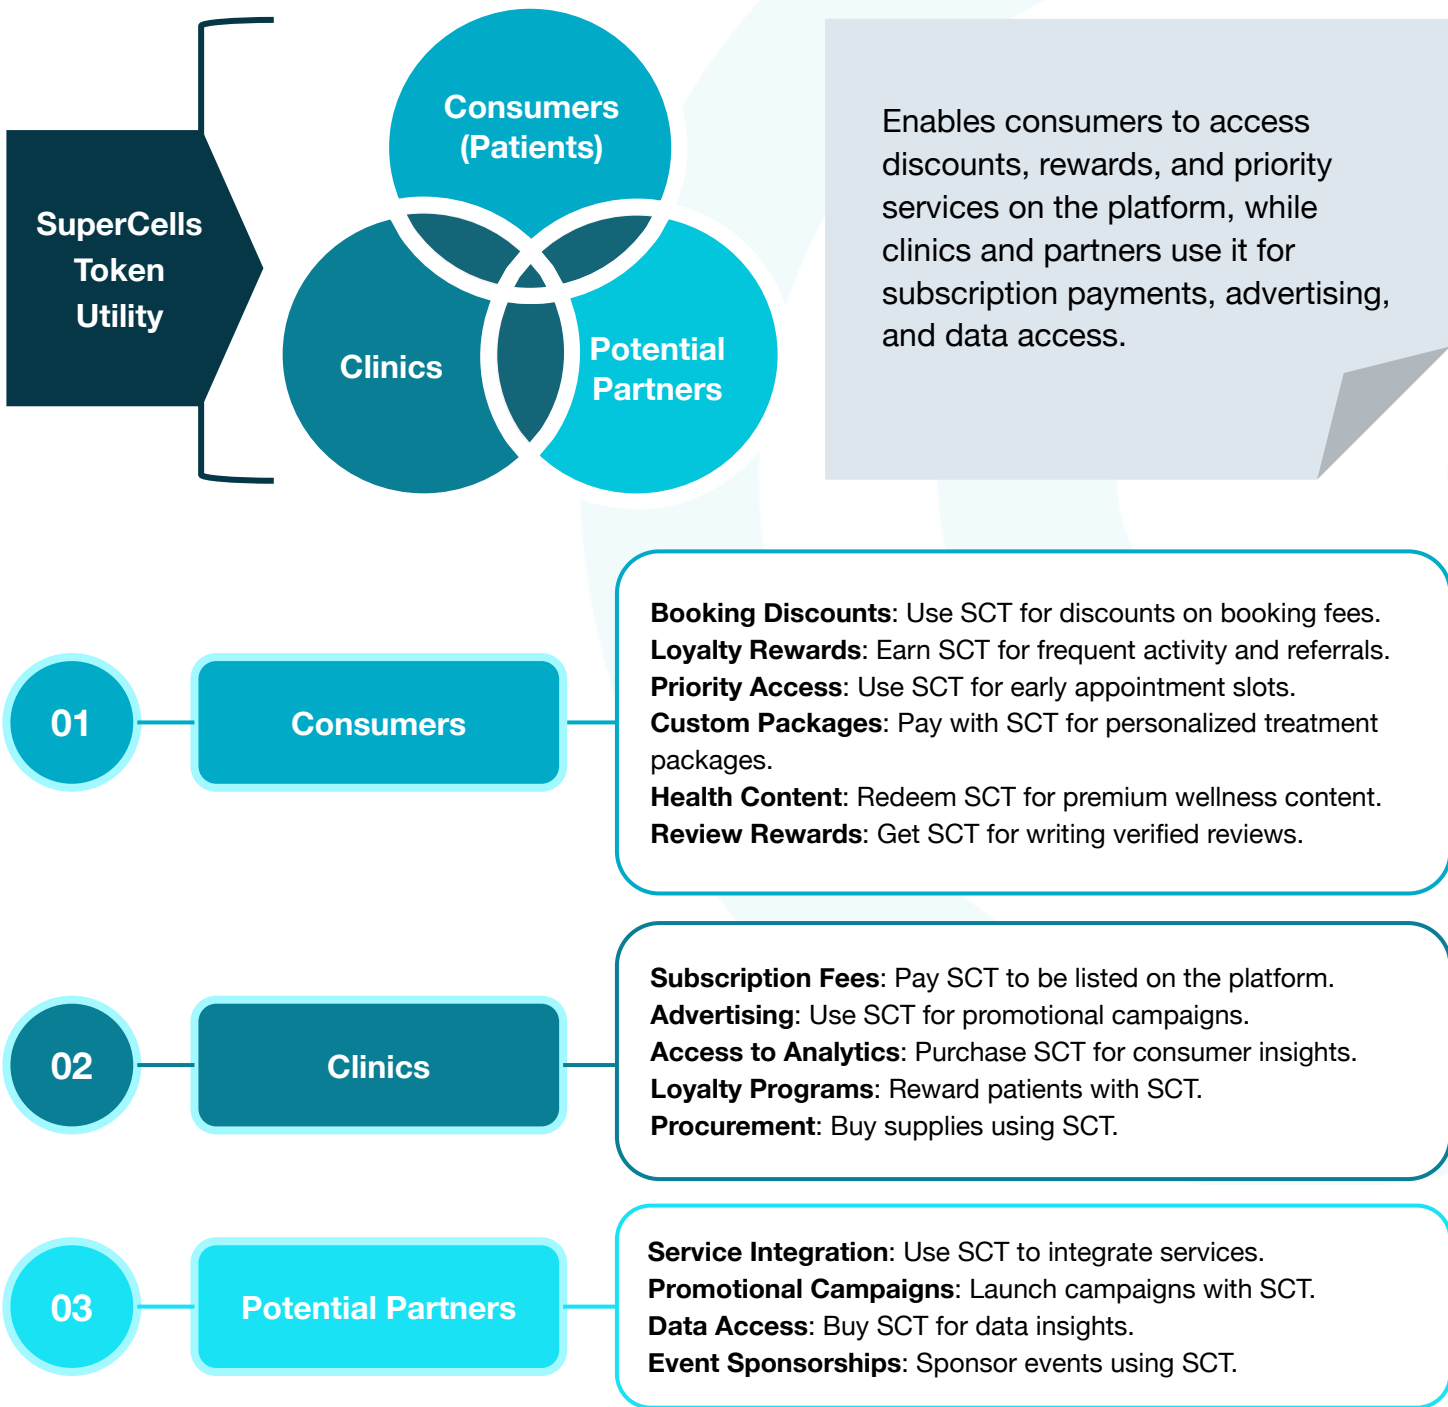 SuperCells
Token
Utility
Consumers
(Patients)
Clinics
Potential
Partners
Enables consumers to access
discounts, rewards, and priority
services on the platform, while
clinics and partners use it for
subscription payments, advertising,
and data access.
01
Consumers
Booking Discounts: Use SCT for discounts on booking fees.
Loyalty Rewards: Earn SCT for frequent activity and referrals.
Priority Access: Use SCT for early appointment slots.
Custom Packages: Pay with SCT for personalized treatment
packages.
Health Content: Redeem SCT for premium wellness content.
Review Rewards: Get SCT for writing verified reviews.
02
Clinics
Subscription Fees: Pay SCT to be listed on the platform.
Advertising: Use SCT for promotional campaigns.
Access to Analytics: Purchase SCT for consumer insights.
Loyalty Programs: Reward patients with SCT.
Procurement: Buy supplies using SCT.
03
Potential Partners
Service Integration: Use SCT to integrate services.
Promotional Campaigns: Launch campaigns with SCT.
Data Access: Buy SCT for data insights.
Event Sponsorships: Sponsor events using SCT.